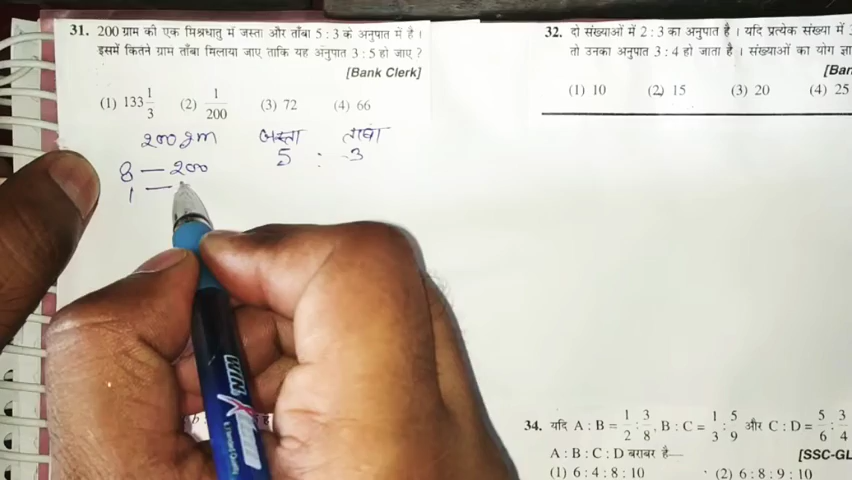 31. 200 ग्राम की एक मिश्रधातु में जस्ता और ताँबा 5 : 3 के अनुपात में है ।
इसमें कितने ग्राम ताँबा मिलाया जाए ताकि यह अनुपात 3 : 5 हो जाए ?
[Bank Clerk]
(1) 133 1/3 (2) 1/200 (3) 72 (4) 66
200 ग्राम जस्ता ताबा
5 : 3
8 — 200
1 —
32. दो संख्याओं में 2 : 3 का अनुपात है । यदि प्रत्येक संख्या में
तो उनका अनुपात 3 : 4 हो जाता है । संख्याओं का योग
[Ban
(1) 10 (2) 15 (3) 20 (4) 25
34. यदि A : B = 1/2 : 3/8, B : C = 1/3 : 5/9 और C : D = 5/6 : 3/4
A : B : C : D बराबर है—
[SSC-GL
(1) 6 : 4 : 8 : 10 (2) 6 : 8 : 9 : 10
WIN